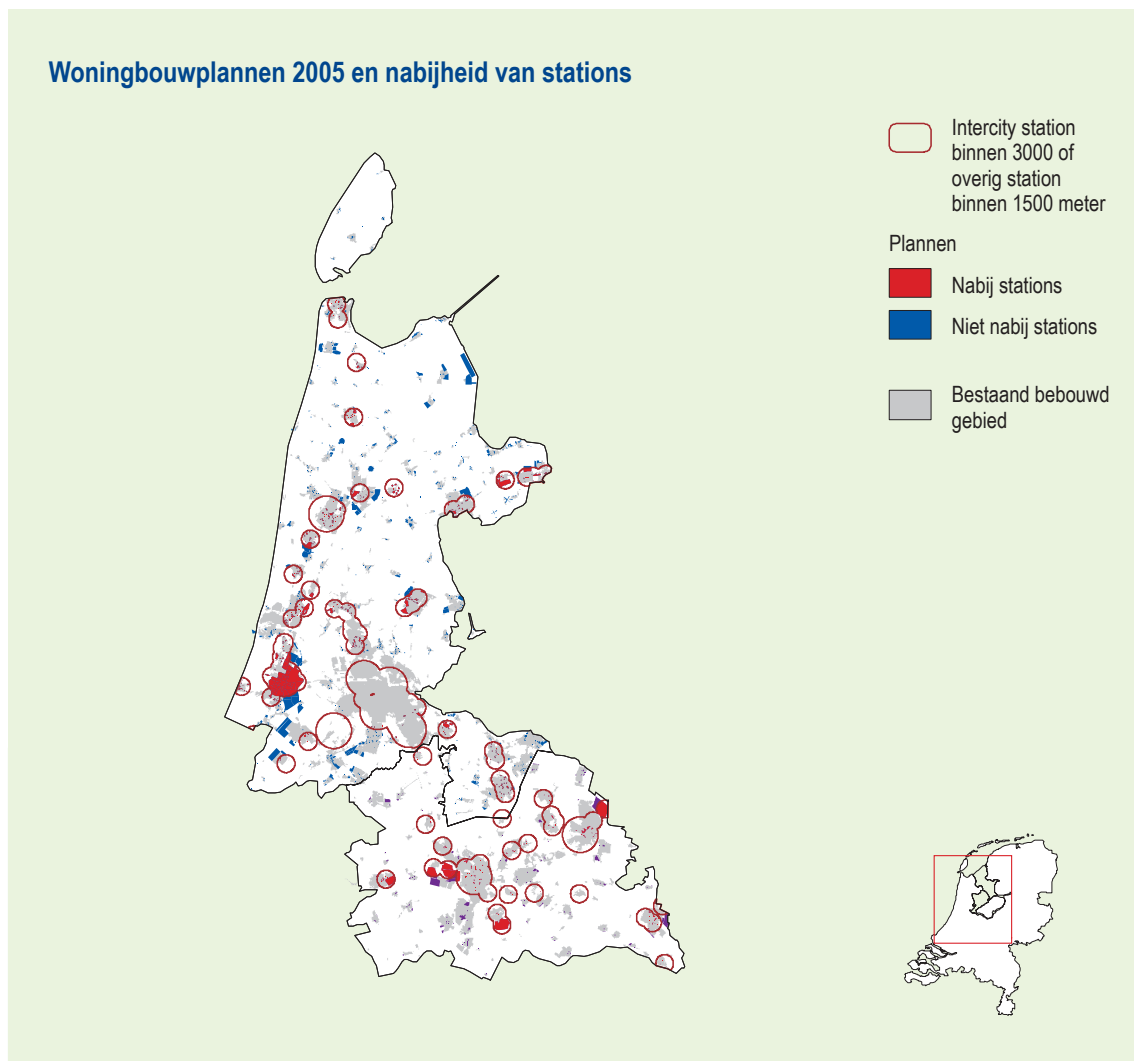 Woningbouwplannen 2005 en nabijheid van stations
Intercity station
binnen 3000 of
overig station
binnen 1500 meter
Plannen
Nabij stations
Niet nabij stations
Bestaand bebouwd
gebied